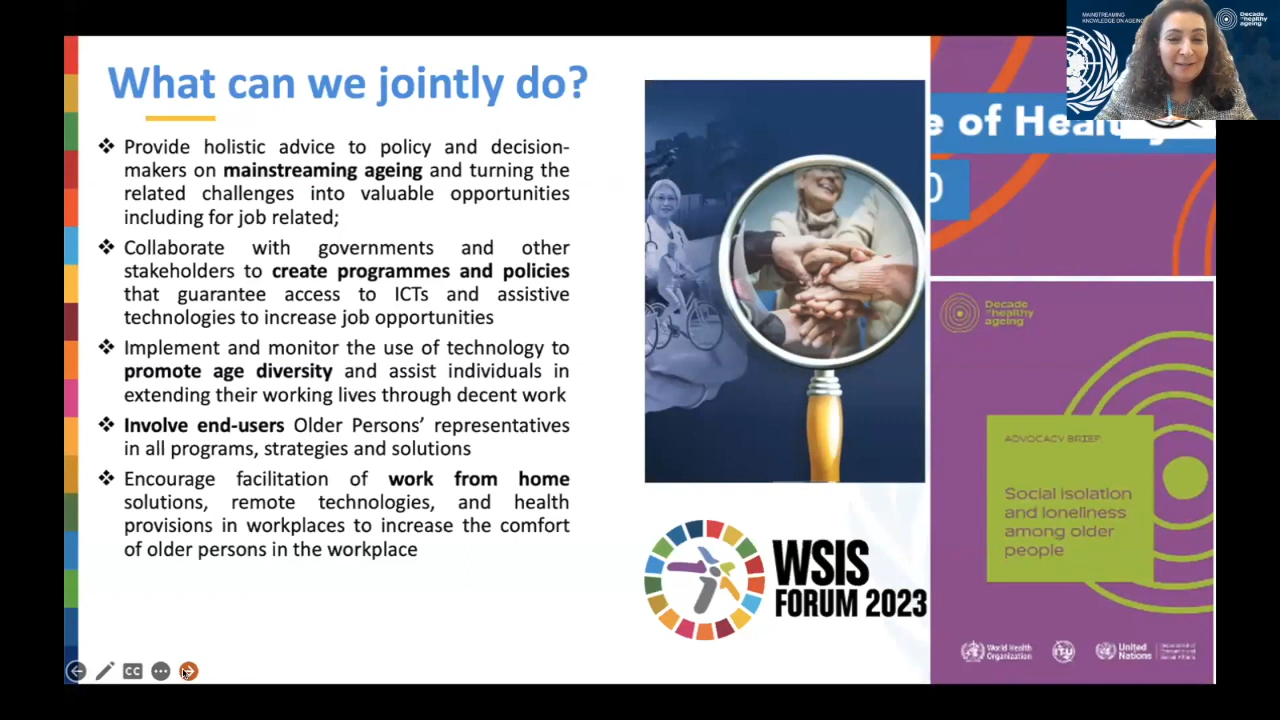 What can we jointly do?
❖ Provide holistic advice to policy and decision-
makers on mainstreaming ageing and turning the
related challenges into valuable opportunities
including for job related;
❖ Collaborate with governments and other
stakeholders to create programmes and policies
that guarantee access to ICTs and assistive
technologies to increase job opportunities
❖ Implement and monitor the use of technology to
promote age diversity and assist individuals in
extending their working lives through decent work
❖ Involve end-users Older Persons’ representatives
in all programs, strategies and solutions
❖ Encourage facilitation of work from home
solutions, remote technologies, and health
provisions in workplaces to increase the comfort
of older persons in the workplace
CC
WSIS
FORUM 2023
MAINSTREAMING
KNOWLEDGE ON AGEING
Decade
of healthy
ageing
e of Healthy
0
Decade
of healthy
ageing
ADVOCACY BRIEF
Social isolation
and loneliness
among older
people
World Health
Organization
ITU
United
Nations